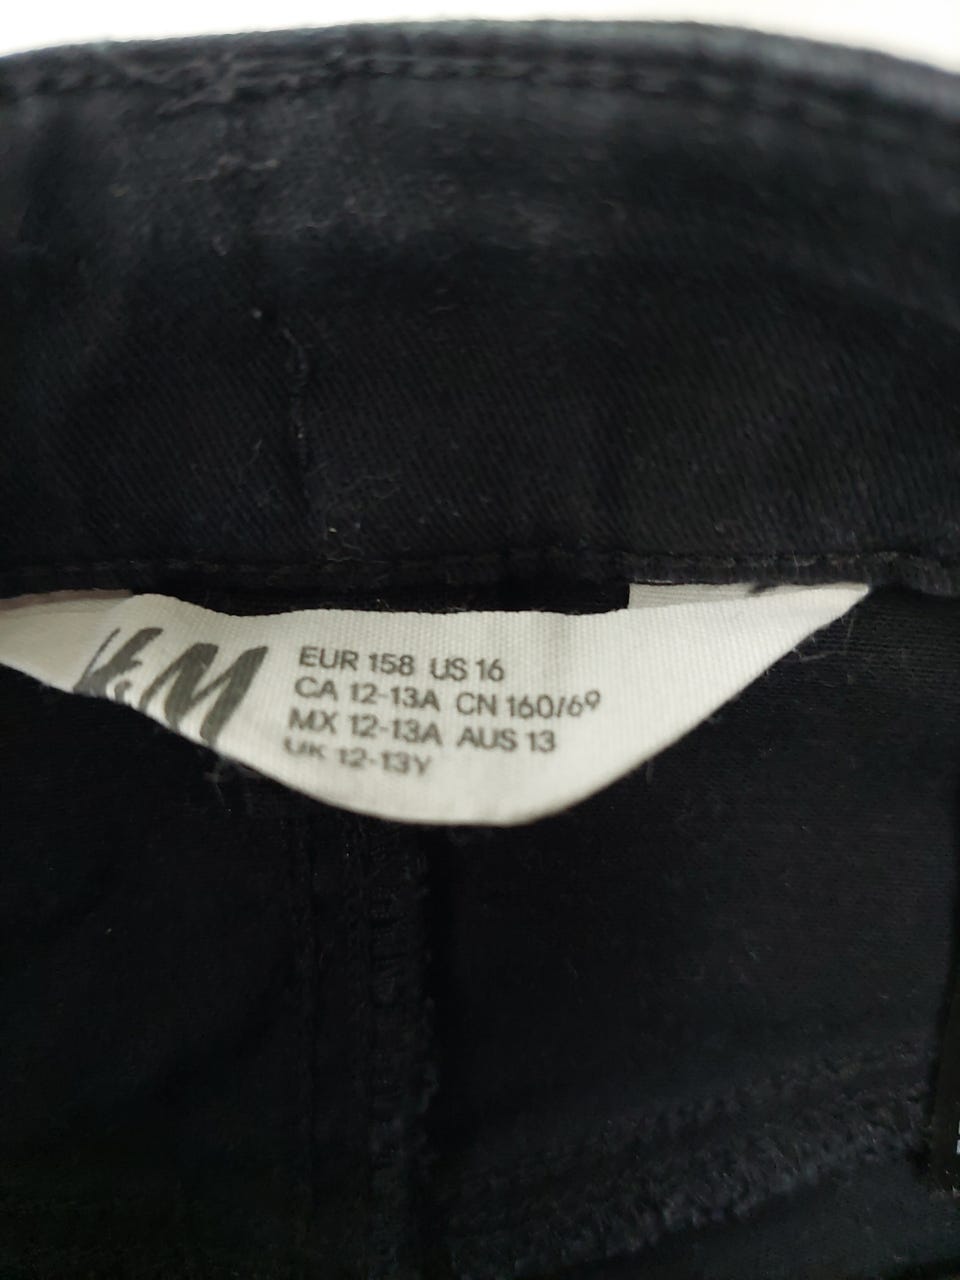 H&M
EUR 158 US 16
CA 12-13A CN 160/69
MX 12-13A AUS 13
UK 12-13Y